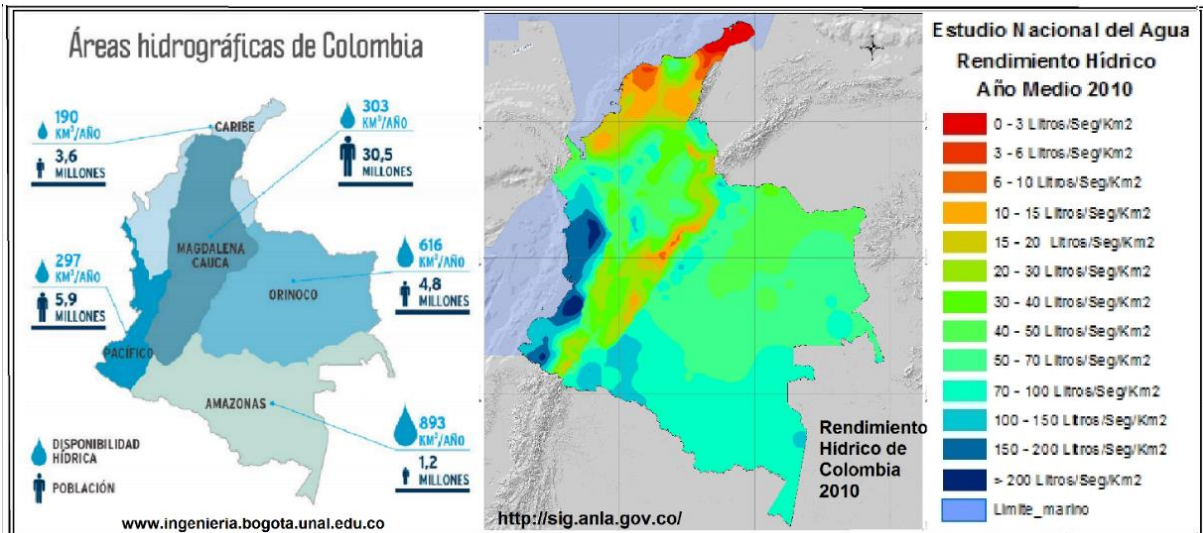 Áreas hidrográficas de Colombia
190
KM³/AÑO
3,6
MILLONES
CARIBE
303
KM³/AÑO
30,5
MILLONES
297
KM³/AÑO
5,9
MILLONES
MAGDALENA
CAUCA
616
KM³/AÑO
4,8
MILLONES
ORINOCO
PACÍFICO
AMAZONAS
893
KM³/AÑO
1,2
MILLONES
DISPONIBILIDAD
HÍDRICA
POBLACIÓN
www.ingenieria.bogota.unal.edu.co
Rendimiento
Hídrico de
Colombia
2010
http://sig.anla.gov.co/
Estudio Nacional del Agua
Rendimiento Hídrico
Año Medio 2010
0 - 3 Litros/Seg/Km2
3 - 6 Litros/Seg/Km2
6 - 10 Litros/Seg/Km2
10 - 15 Litros/Seg/Km2
15 - 20 Litros/Seg/Km2
20 - 30 Litros/Seg/Km2
30 - 40 Litros/Seg/Km2
40 - 50 Litros/Seg/Km2
50 - 70 Litros/Seg/Km2
70 - 100 Litros/Seg/Km2
100 - 150 Litros/Seg/Km2
150 - 200 Litros/Seg/Km2
> 200 Litros/Seg/Km2
Limite_marino